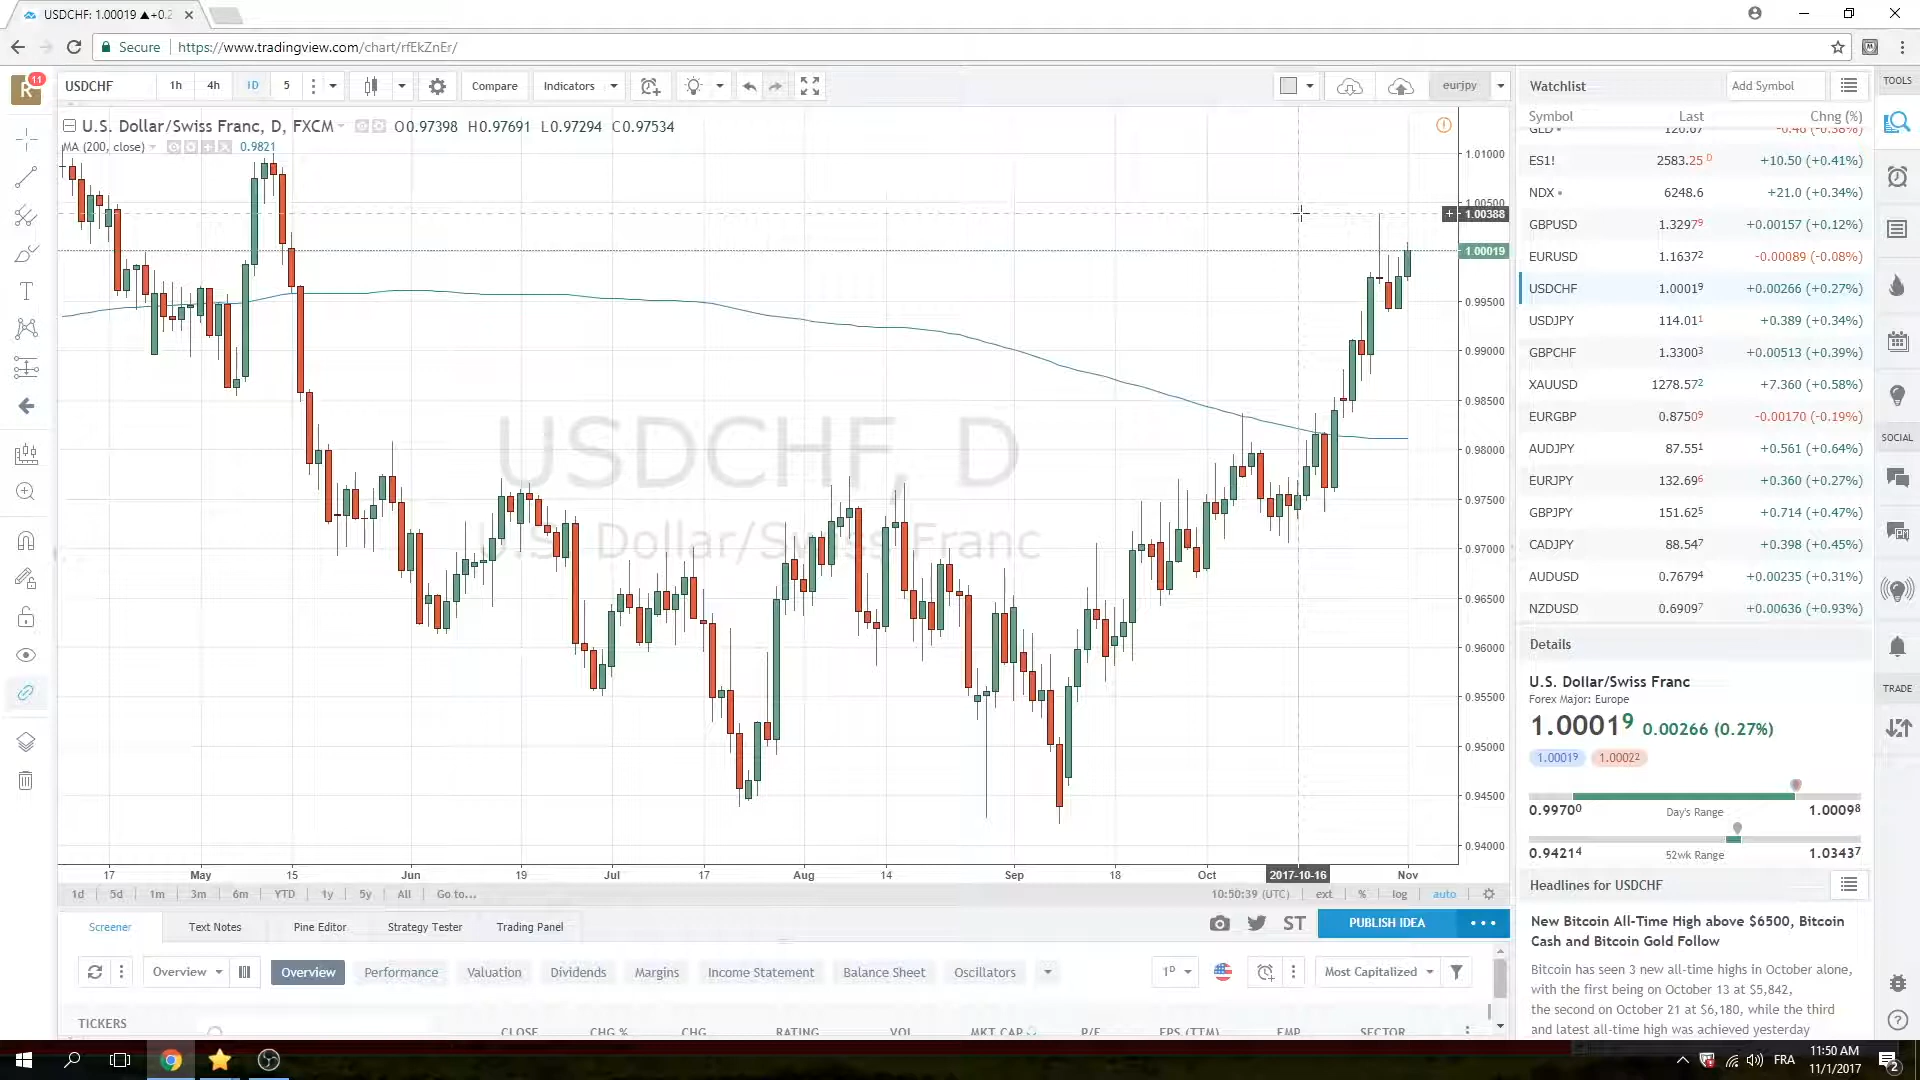 USDCHF: 1.00019 ▲+0.2
Secure https://www.tradingview.com/chart/rfEkZnEr/
R 11 USDCHF 1h 4h 1D 5 Compare Indicators eurjpy
U.S. Dollar/Swiss Franc, D, FXCM O0.97398 H0.97691 L0.97294 C0.97534
MA (200, close) 0.9821
USDCHF, D
U.S. Dollar/Swiss Franc
1.01000
1.00500
1.00388
1.00019
0.99500
0.99000
0.98500
0.98000
0.97500
0.97000
0.96500
0.96000
0.95500
0.95000
0.94500
0.94000
17 May 15 Jun 19 Jul 17 Aug 14 Sep 18 Oct 2017-10-16 Nov
1d 5d 1m 3m 6m YTD 1y 5y All Go to... 10:50:39 (UTC) ext % log auto
Screener Text Notes Pine Editor Strategy Tester Trading Panel ST PUBLISH IDEA
Overview Overview Performance Valuation Dividends Margins Income Statement Balance Sheet Oscillators 1D Most Capitalized
TICKERS CLOSE CHG % CHG RATING VOL MKT CAP P/E EPS (TTM) EMP SECTOR
Watchlist Add Symbol
Symbol Last Chng (%)
GLD 120.67 -0.46 (-0.38%)
ES1! 2583.25 D +10.50 (+0.41%)
NDX 6248.6 +21.0 (+0.34%)
GBPUSD 1.32979 +0.00157 (+0.12%)
EURUSD 1.16372 -0.00089 (-0.08%)
USDCHF 1.00019 +0.00266 (+0.27%)
USDJPY 114.011 +0.389 (+0.34%)
GBPCHF 1.33003 +0.00513 (+0.39%)
XAUUSD 1278.572 +7.360 (+0.58%)
EURGBP 0.87509 -0.00170 (-0.19%)
AUDJPY 87.551 +0.561 (+0.64%)
EURJPY 132.696 +0.360 (+0.27%)
GBPJPY 151.625 +0.714 (+0.47%)
CADJPY 88.547 +0.398 (+0.45%)
AUDUSD 0.76794 +0.00235 (+0.31%)
NZDUSD 0.69097 +0.00636 (+0.93%)
Details
U.S. Dollar/Swiss Franc
Forex Major: Europe
1.00019 0.00266 (0.27%)
1.00019 1.00022
0.99700 Day's Range 1.00098
0.94214 52wk Range 1.03437
Headlines for USDCHF
New Bitcoin All-Time High above $6500, Bitcoin
Cash and Bitcoin Gold Follow
Bitcoin has seen 3 new all-time highs in October alone,
with the first being on October 13 at $5,842,
the second on October 21 at $6,180, while the third
and latest all-time high was achieved yesterday
TOOLS
SOCIAL
TRADE
FRA 11:50 AM
11/1/2017
2